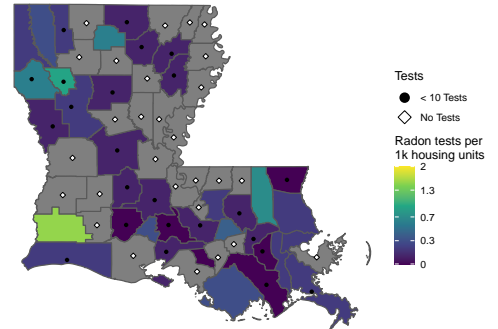 Tests
< 10 Tests
No Tests
Radon tests per
1k housing units
2
1.3
0.7
0.3
0